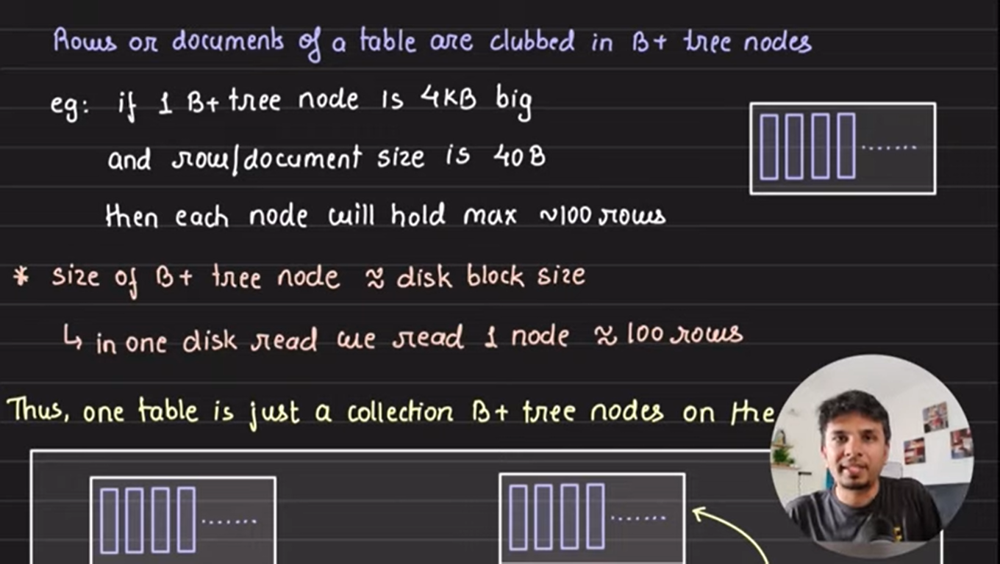 Rows or documents of a table are clubbed in B+ tree nodes
eg: if 1 B+ tree node is 4KB big
and row/document size is 40B
then each node will hold max ~100 rows
* size of B+ tree node ≈ disk block size
↳ in one disk read we read 1 node ≈ 100 rows
Thus, one table is just a collection B+ tree nodes on the